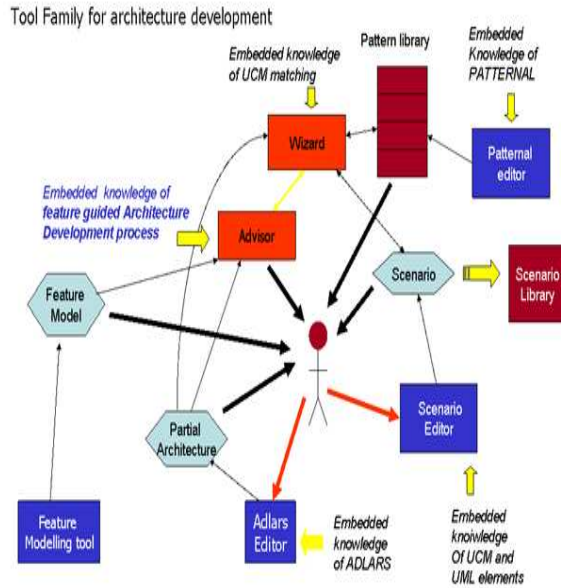 Tool Family for architecture development
Embedded knowledge
of UCM matching
Pattern library
Embedded
Knowledge of
PATTERNAL
Wizard
Patternal
editor
Embedded knowledge of
feature guided Architecture
Development process
Advisor
Feature
Model
Scenario
Scenario
Library
Partial
Architecture
Scenario
Editor
Feature
Modelling tool
Adlars
Editor
Embedded
knowledge
of ADLARS
Embedded
knoiwledge
Of UCM and
UML elements